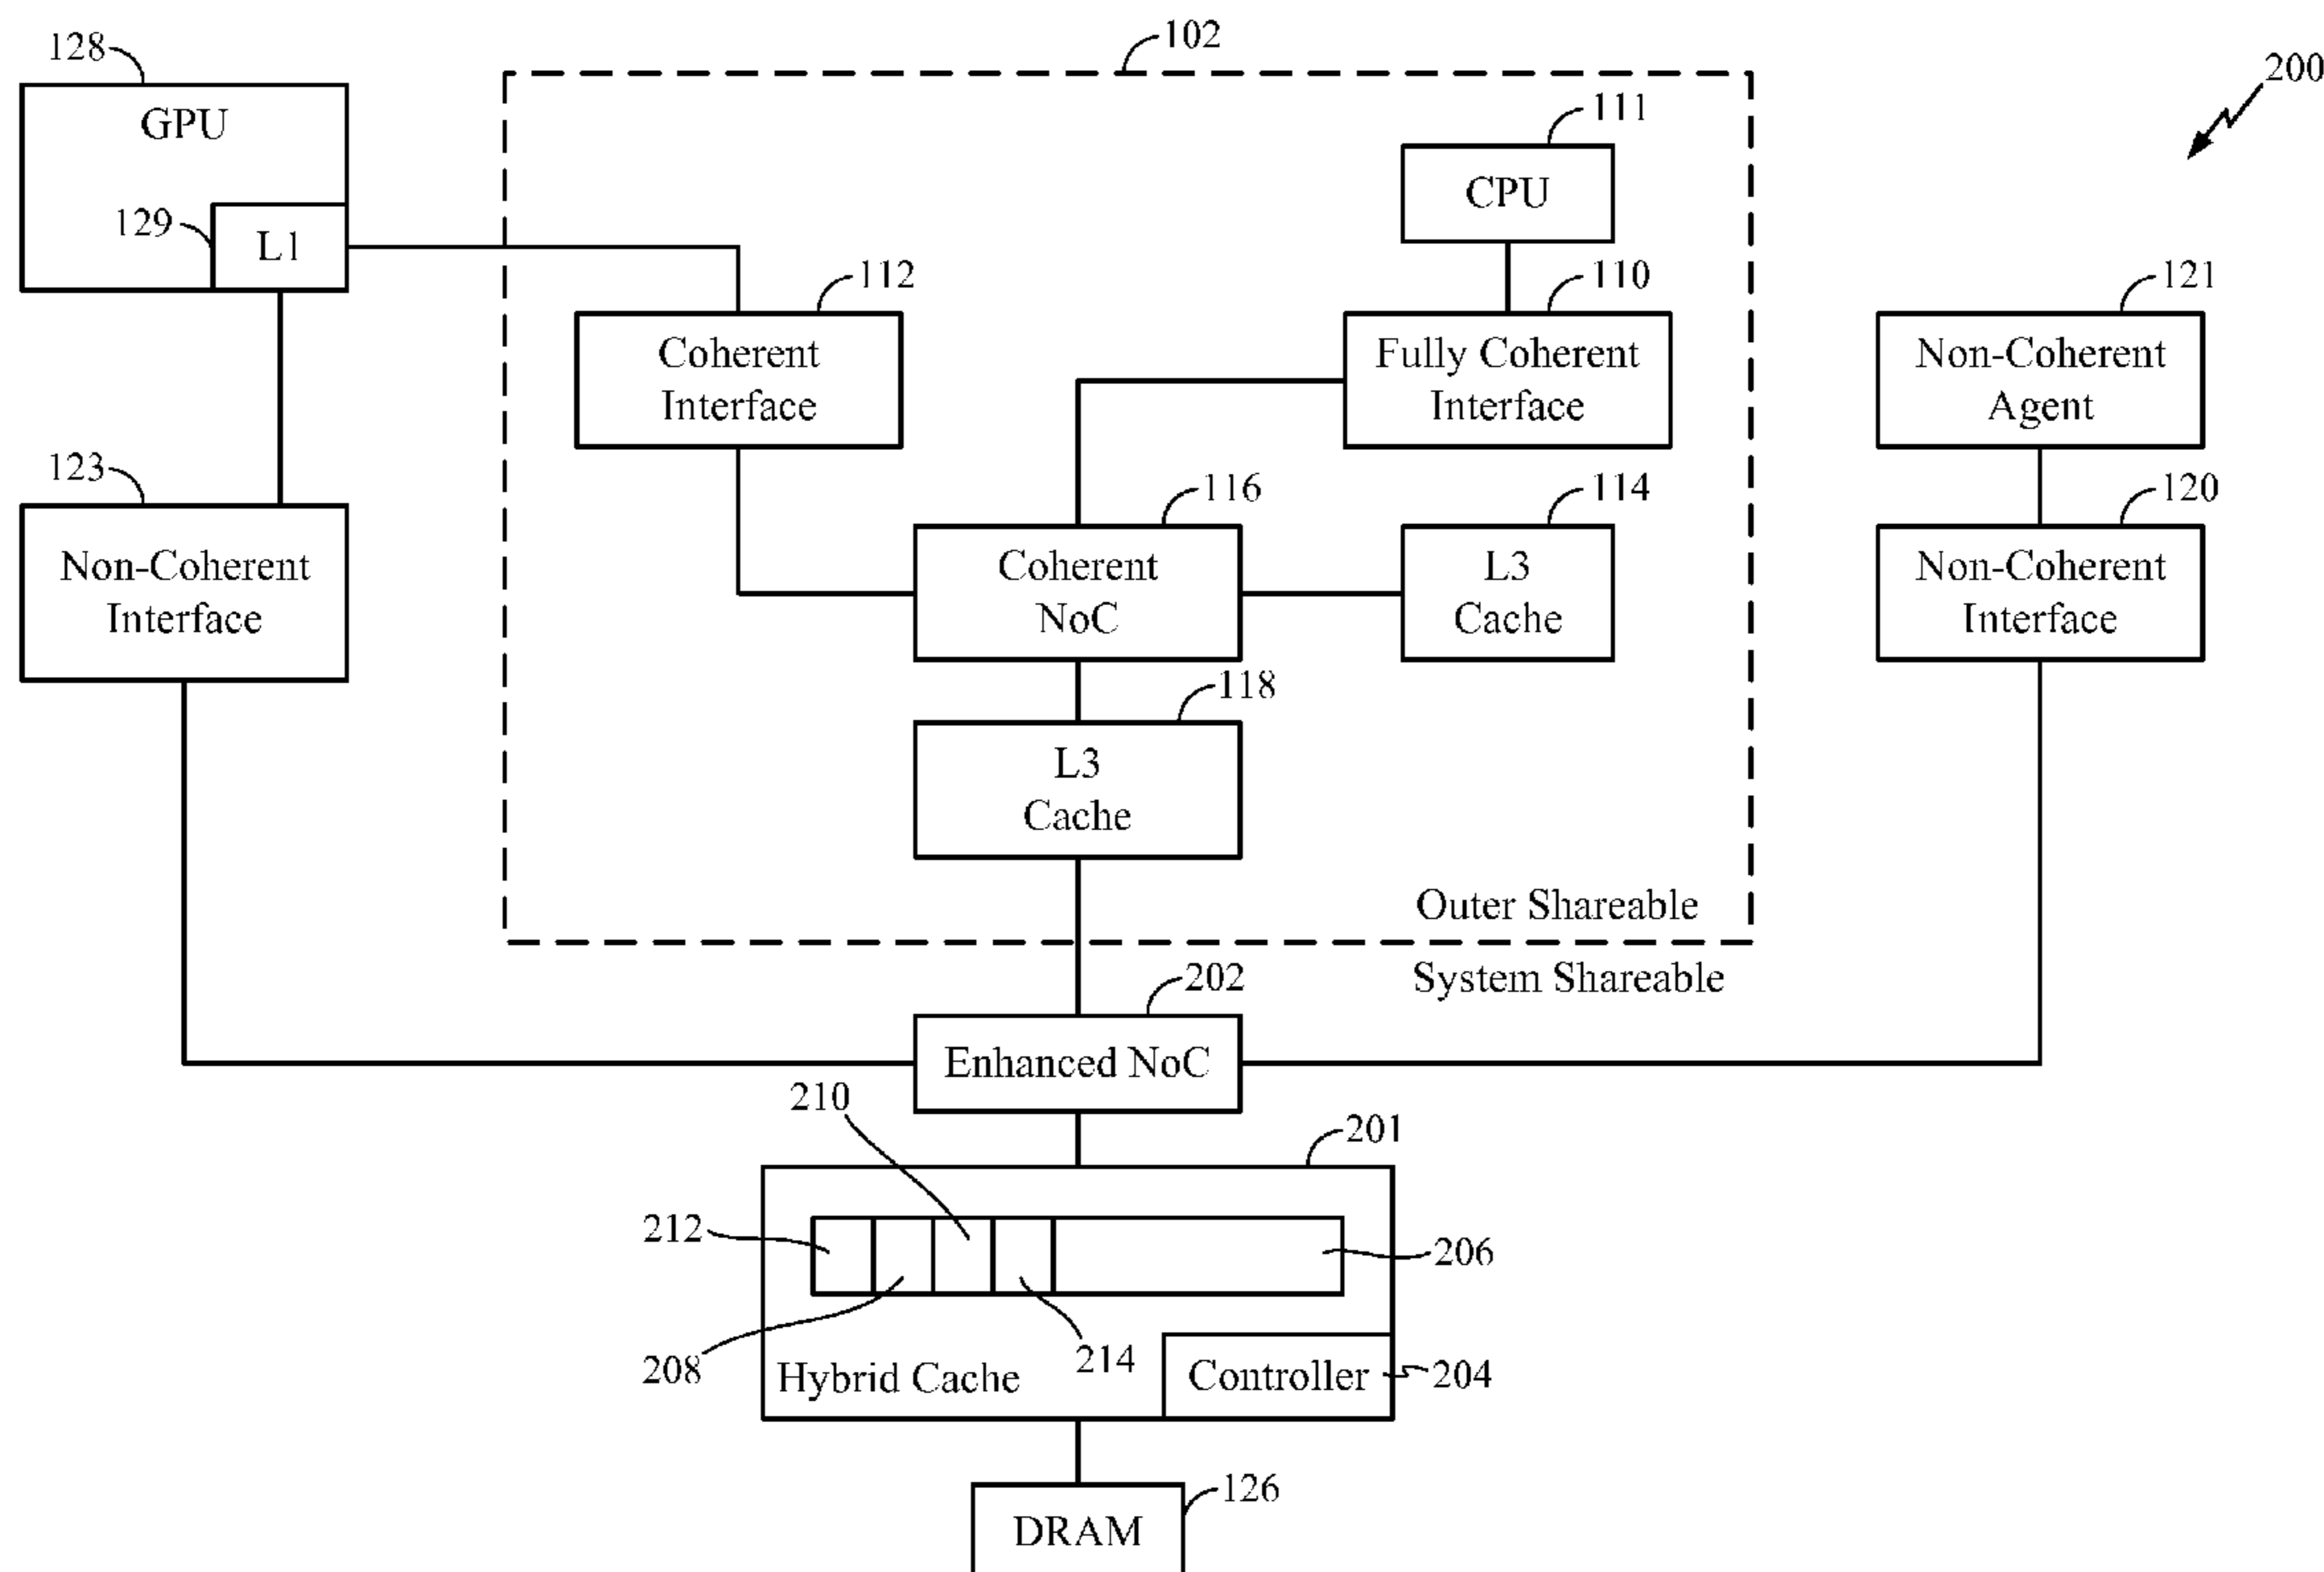 102
128
200
GPU
111
CPU
129
L1
112
110
121
Coherent
Interface
Fully Coherent
Interface
Non-Coherent
Agent
123
116
114
120
Non-Coherent
Interface
Coherent
NoC
L3
Cache
Non-Coherent
Interface
118
L3
Cache
Outer Shareable
System Shareable
202
Enhanced NoC
210
201
212
206
208
214
Hybrid Cache
Controller
204
126
DRAM